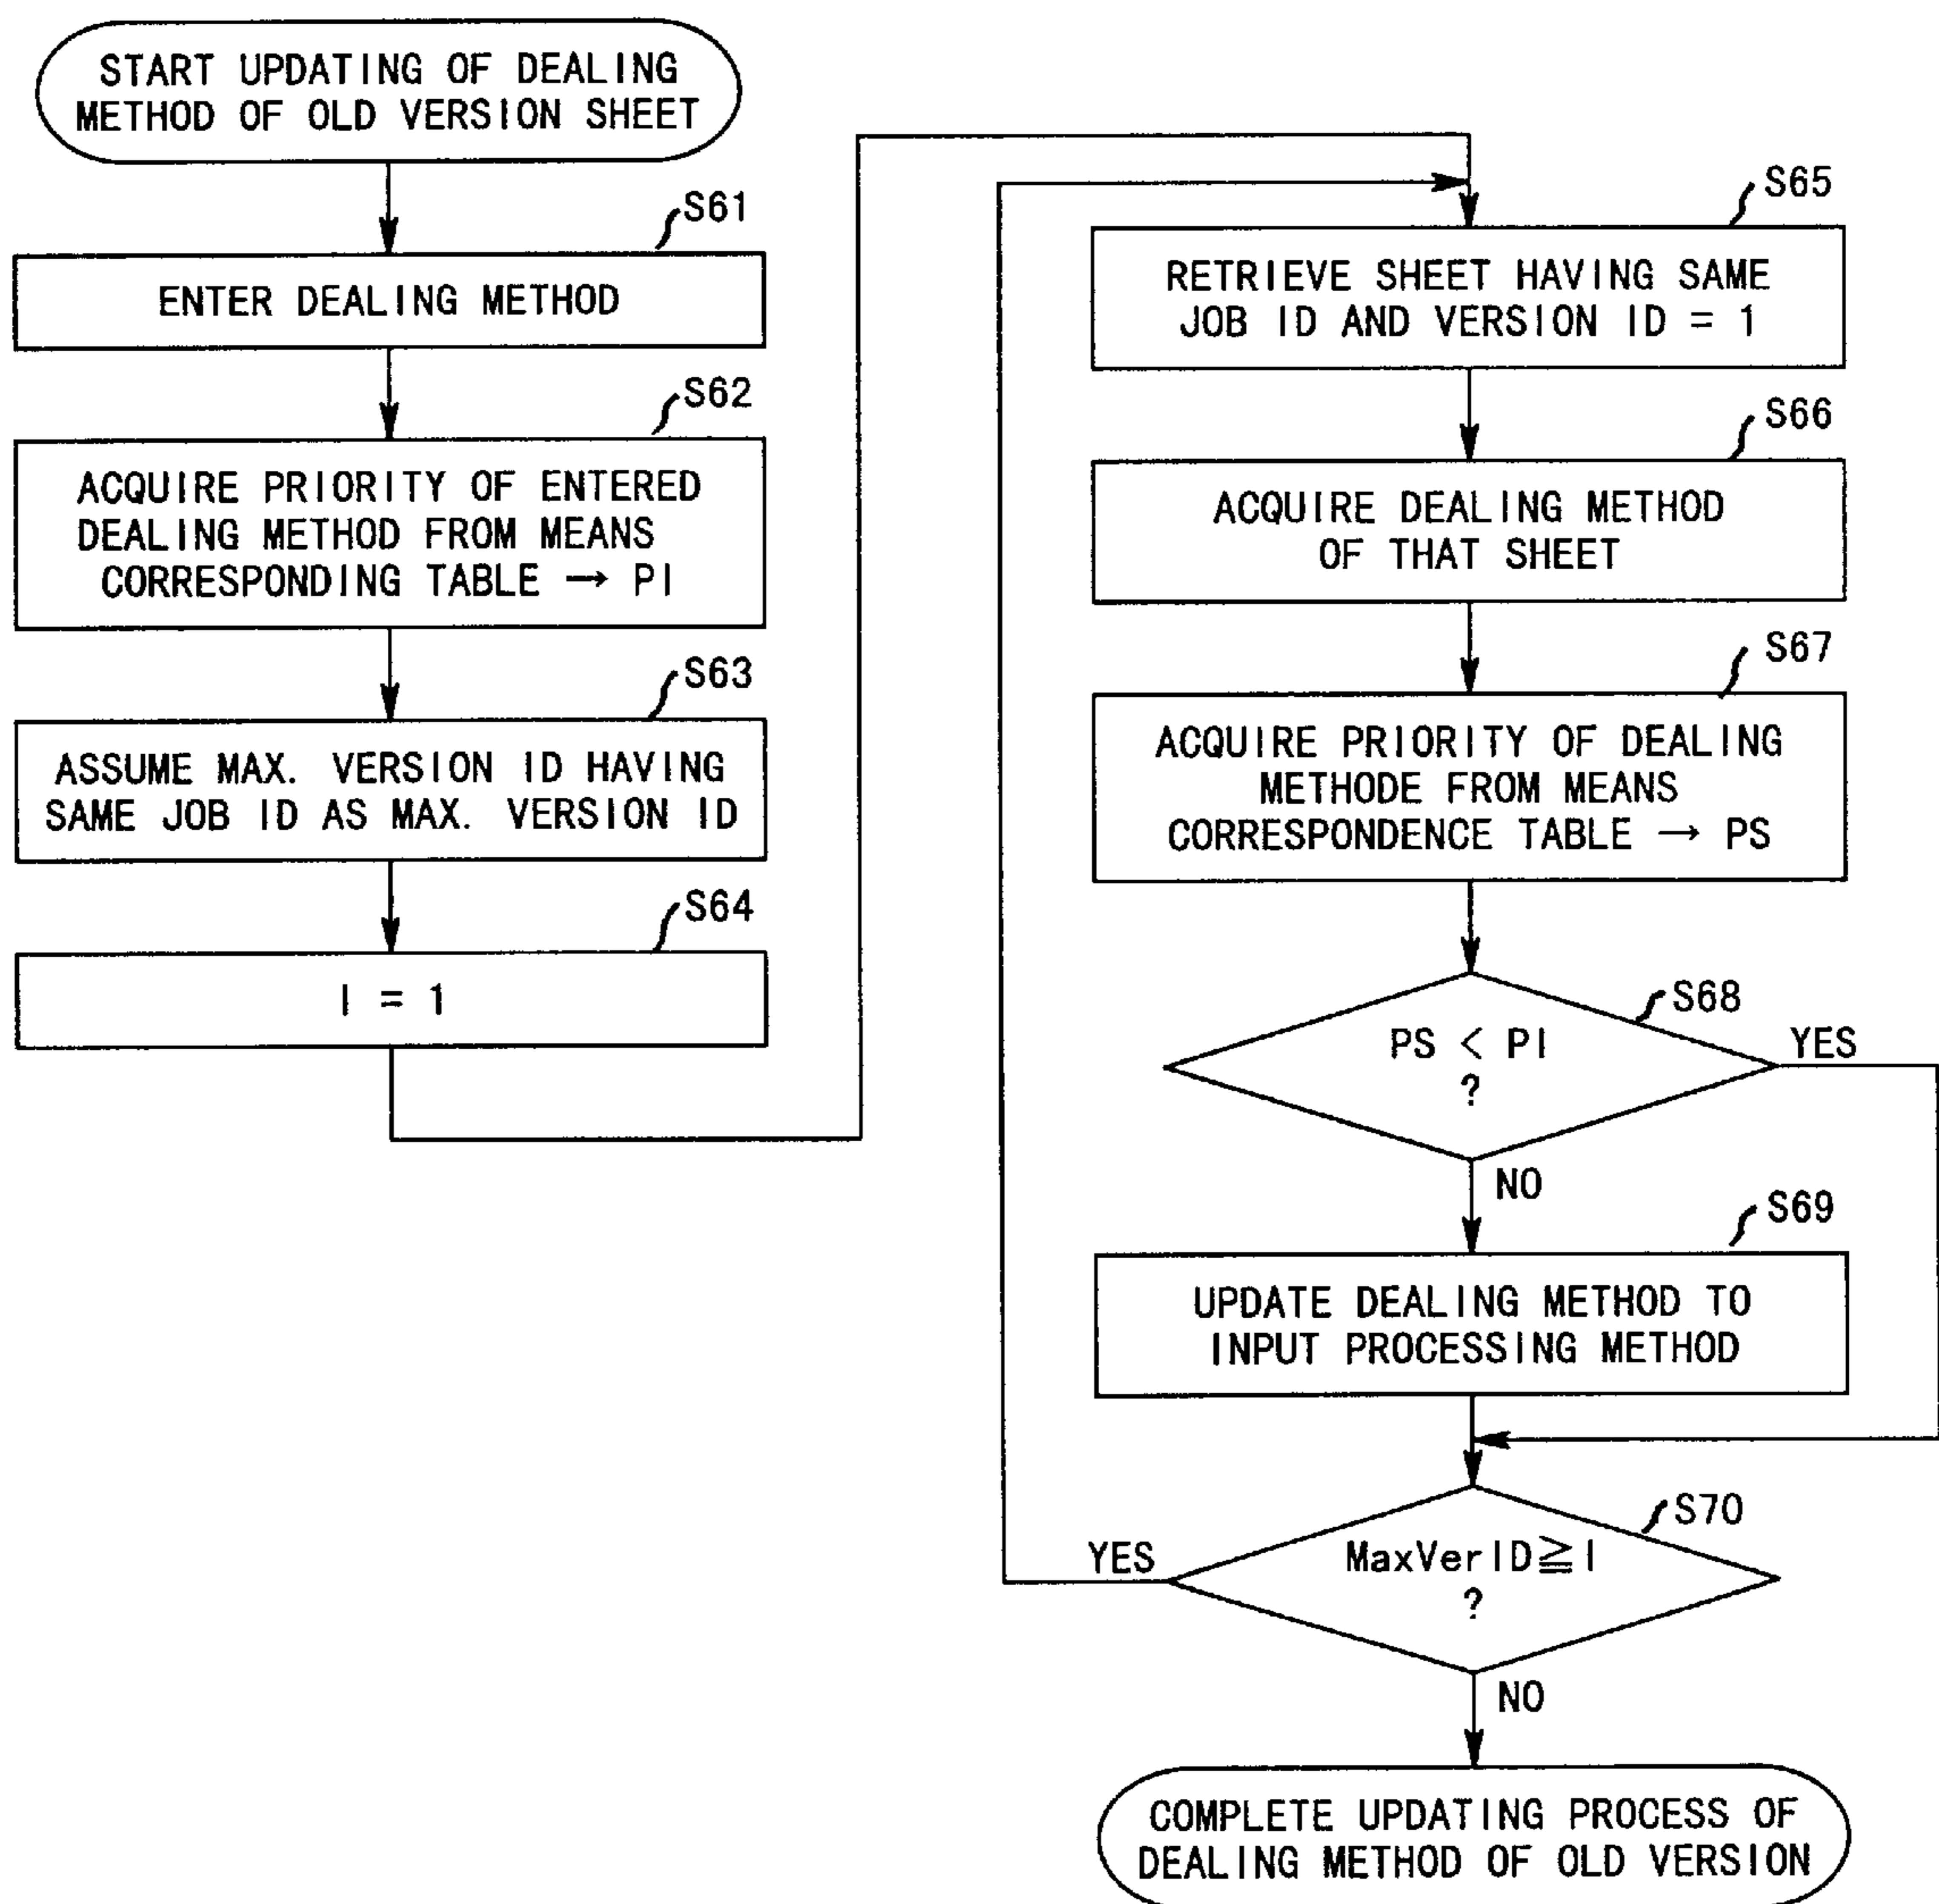 START UPDATING OF DEALING
METHOD OF OLD VERSION SHEET
S61
ENTER DEALING METHOD
S62
ACQUIRE PRIORITY OF ENTERED
DEALING METHOD FROM MEANS
CORRESPONDING TABLE → PI
S63
ASSUME MAX. VERSION ID HAVING
SAME JOB ID AS MAX. VERSION ID
S64
I = 1
S65
RETRIEVE SHEET HAVING SAME
JOB ID AND VERSION ID = 1
S66
ACQUIRE DEALING METHOD
OF THAT SHEET
S67
ACQUIRE PRIORITY OF DEALING
METHODE FROM MEANS
CORRESPONDENCE TABLE → PS
S68
PS < PI
?
YES
NO
S69
UPDATE DEALING METHOD TO
INPUT PROCESSING METHOD
S70
MaxVerID≧I
?
YES
NO
COMPLETE UPDATING PROCESS OF
DEALING METHOD OF OLD VERSION